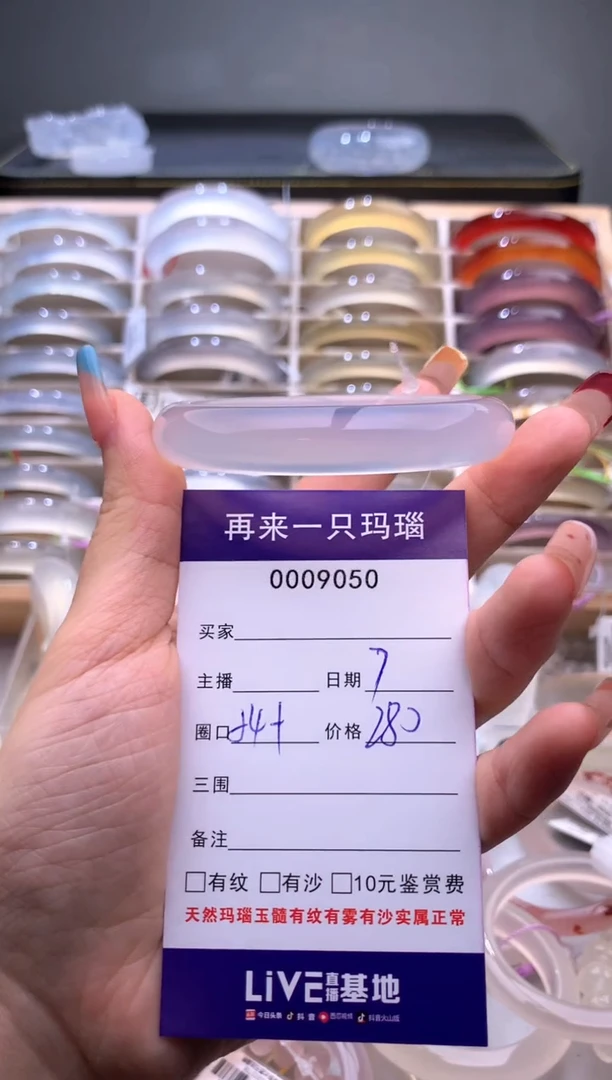 再来一只玛瑙
0009050
买家
主播 日期 7
圈口 价格 280
三围
备注
□有纹 □有沙 □10元鉴赏费
天然玛瑙玉髓有纹有雾有沙实属正常
LiVE直播基地
今日头条 抖音 西瓜视频 抖音火山版